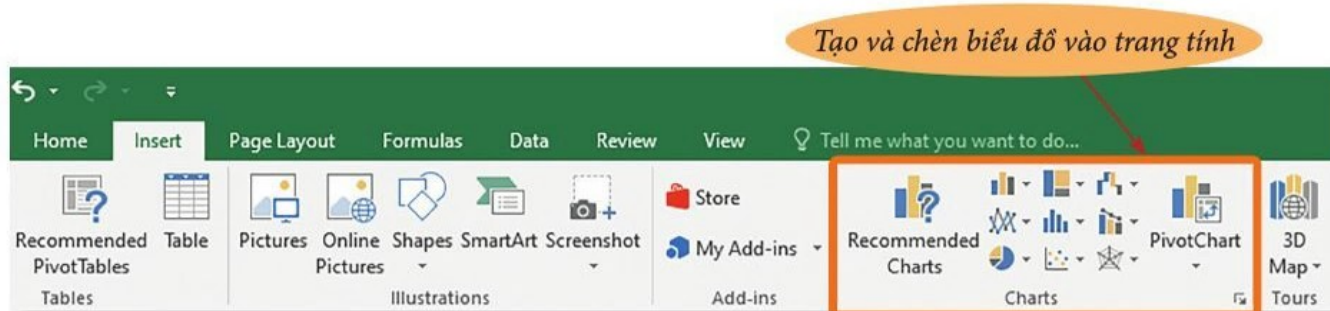 Tạo và chèn biểu đồ vào trang tính
Home Insert Page Layout Formulas Data Review View Tell me what you want to do...
Recommended PivotTables
Table
Pictures
Online Pictures
Shapes
SmartArt
Screenshot
Store
My Add-ins
Recommended Charts
PivotChart
3D Map
Tables Illustrations Add-ins Charts Tours